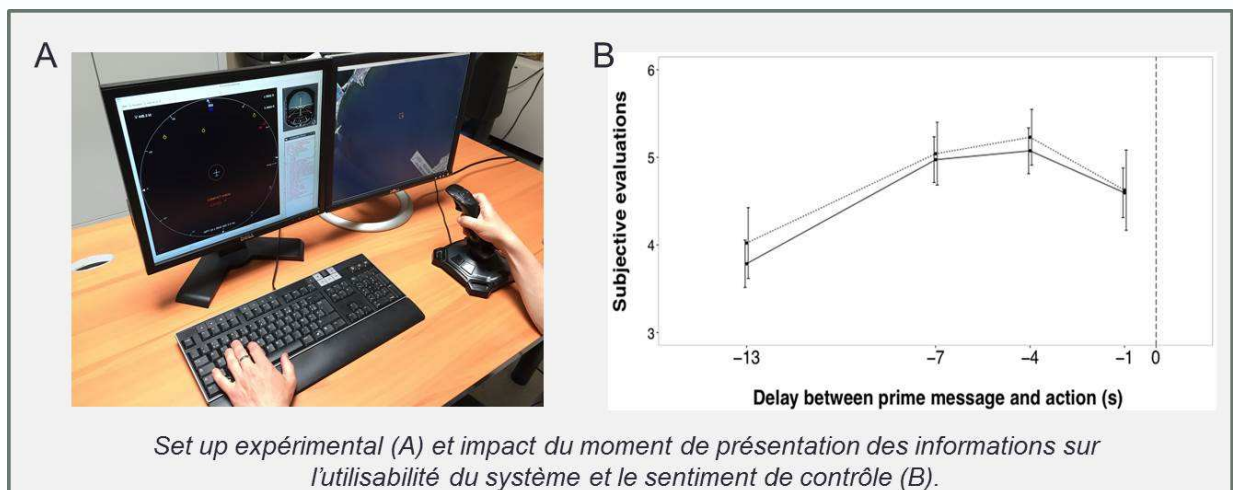 A
B
6
5
4
3
Subjective evaluations
−13
−7
−4
−1
0
Delay between prime message and action (s)
Set up expérimental (A) et impact du moment de présentation des informations sur
l'utilisabilité du système et le sentiment de contrôle (B).